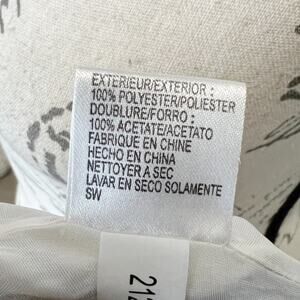 EXTERIEUR/EXTERIOR :
100% POLYESTER/POLIESTER
DOUBLURE/FORRO :
100% ACETATE/ACETATO
FABRIQUE EN CHINE
HECHO EN CHINA
NETTOYER A SEC
LAVAR EN SECO SOLAMENTE
SW